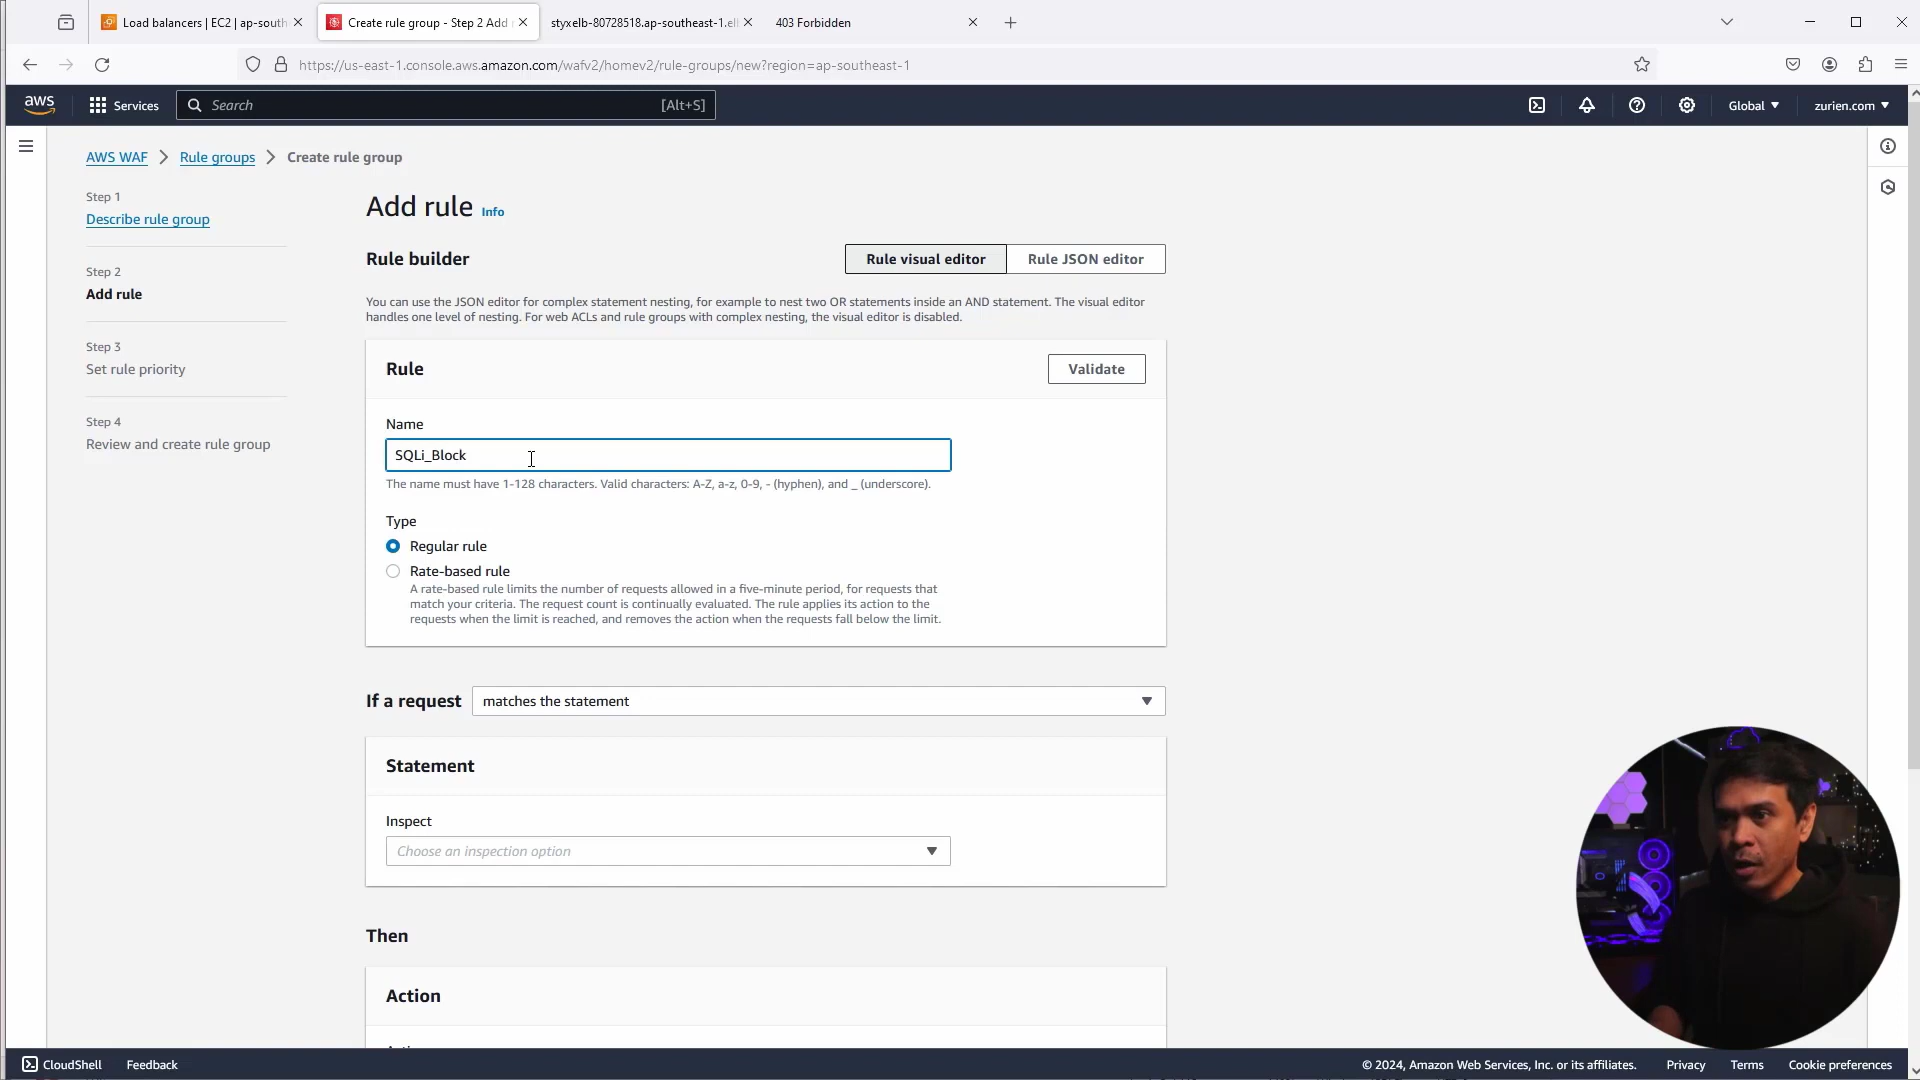 Load balancers | EC2 | ap-south
Create rule group - Step 2 Add
styxelb-80728518.ap-southeast-1.el
403 Forbidden
https://us-east-1.console.aws.amazon.com/wafv2/homev2/rule-groups/new?region=ap-southeast-1
aws
Services
Search
[Alt+S]
Global
zurien.com
AWS WAF
Rule groups
Create rule group
Step 1
Describe rule group
Step 2
Add rule
Step 3
Set rule priority
Step 4
Review and create rule group
Add rule Info
Rule builder
Rule visual editor
Rule JSON editor
You can use the JSON editor for complex statement nesting, for example to nest two OR statements inside an AND statement. The visual editor
handles one level of nesting. For web ACLs and rule groups with complex nesting, the visual editor is disabled.
Rule
Validate
Name
SQLi_Block
The name must have 1-128 characters. Valid characters: A-Z, a-z, 0-9, - (hyphen), and _ (underscore).
Type
Regular rule
Rate-based rule
A rate-based rule limits the number of requests allowed in a five-minute period, for requests that
match your criteria. The request count is continually evaluated. The rule applies its action to the
requests when the limit is reached, and removes the action when the requests fall below the limit.
If a request
matches the statement
Statement
Inspect
Choose an inspection option
Then
Action
CloudShell
Feedback
© 2024, Amazon Web Services, Inc. or its affiliates.
Privacy
Terms
Cookie preferences